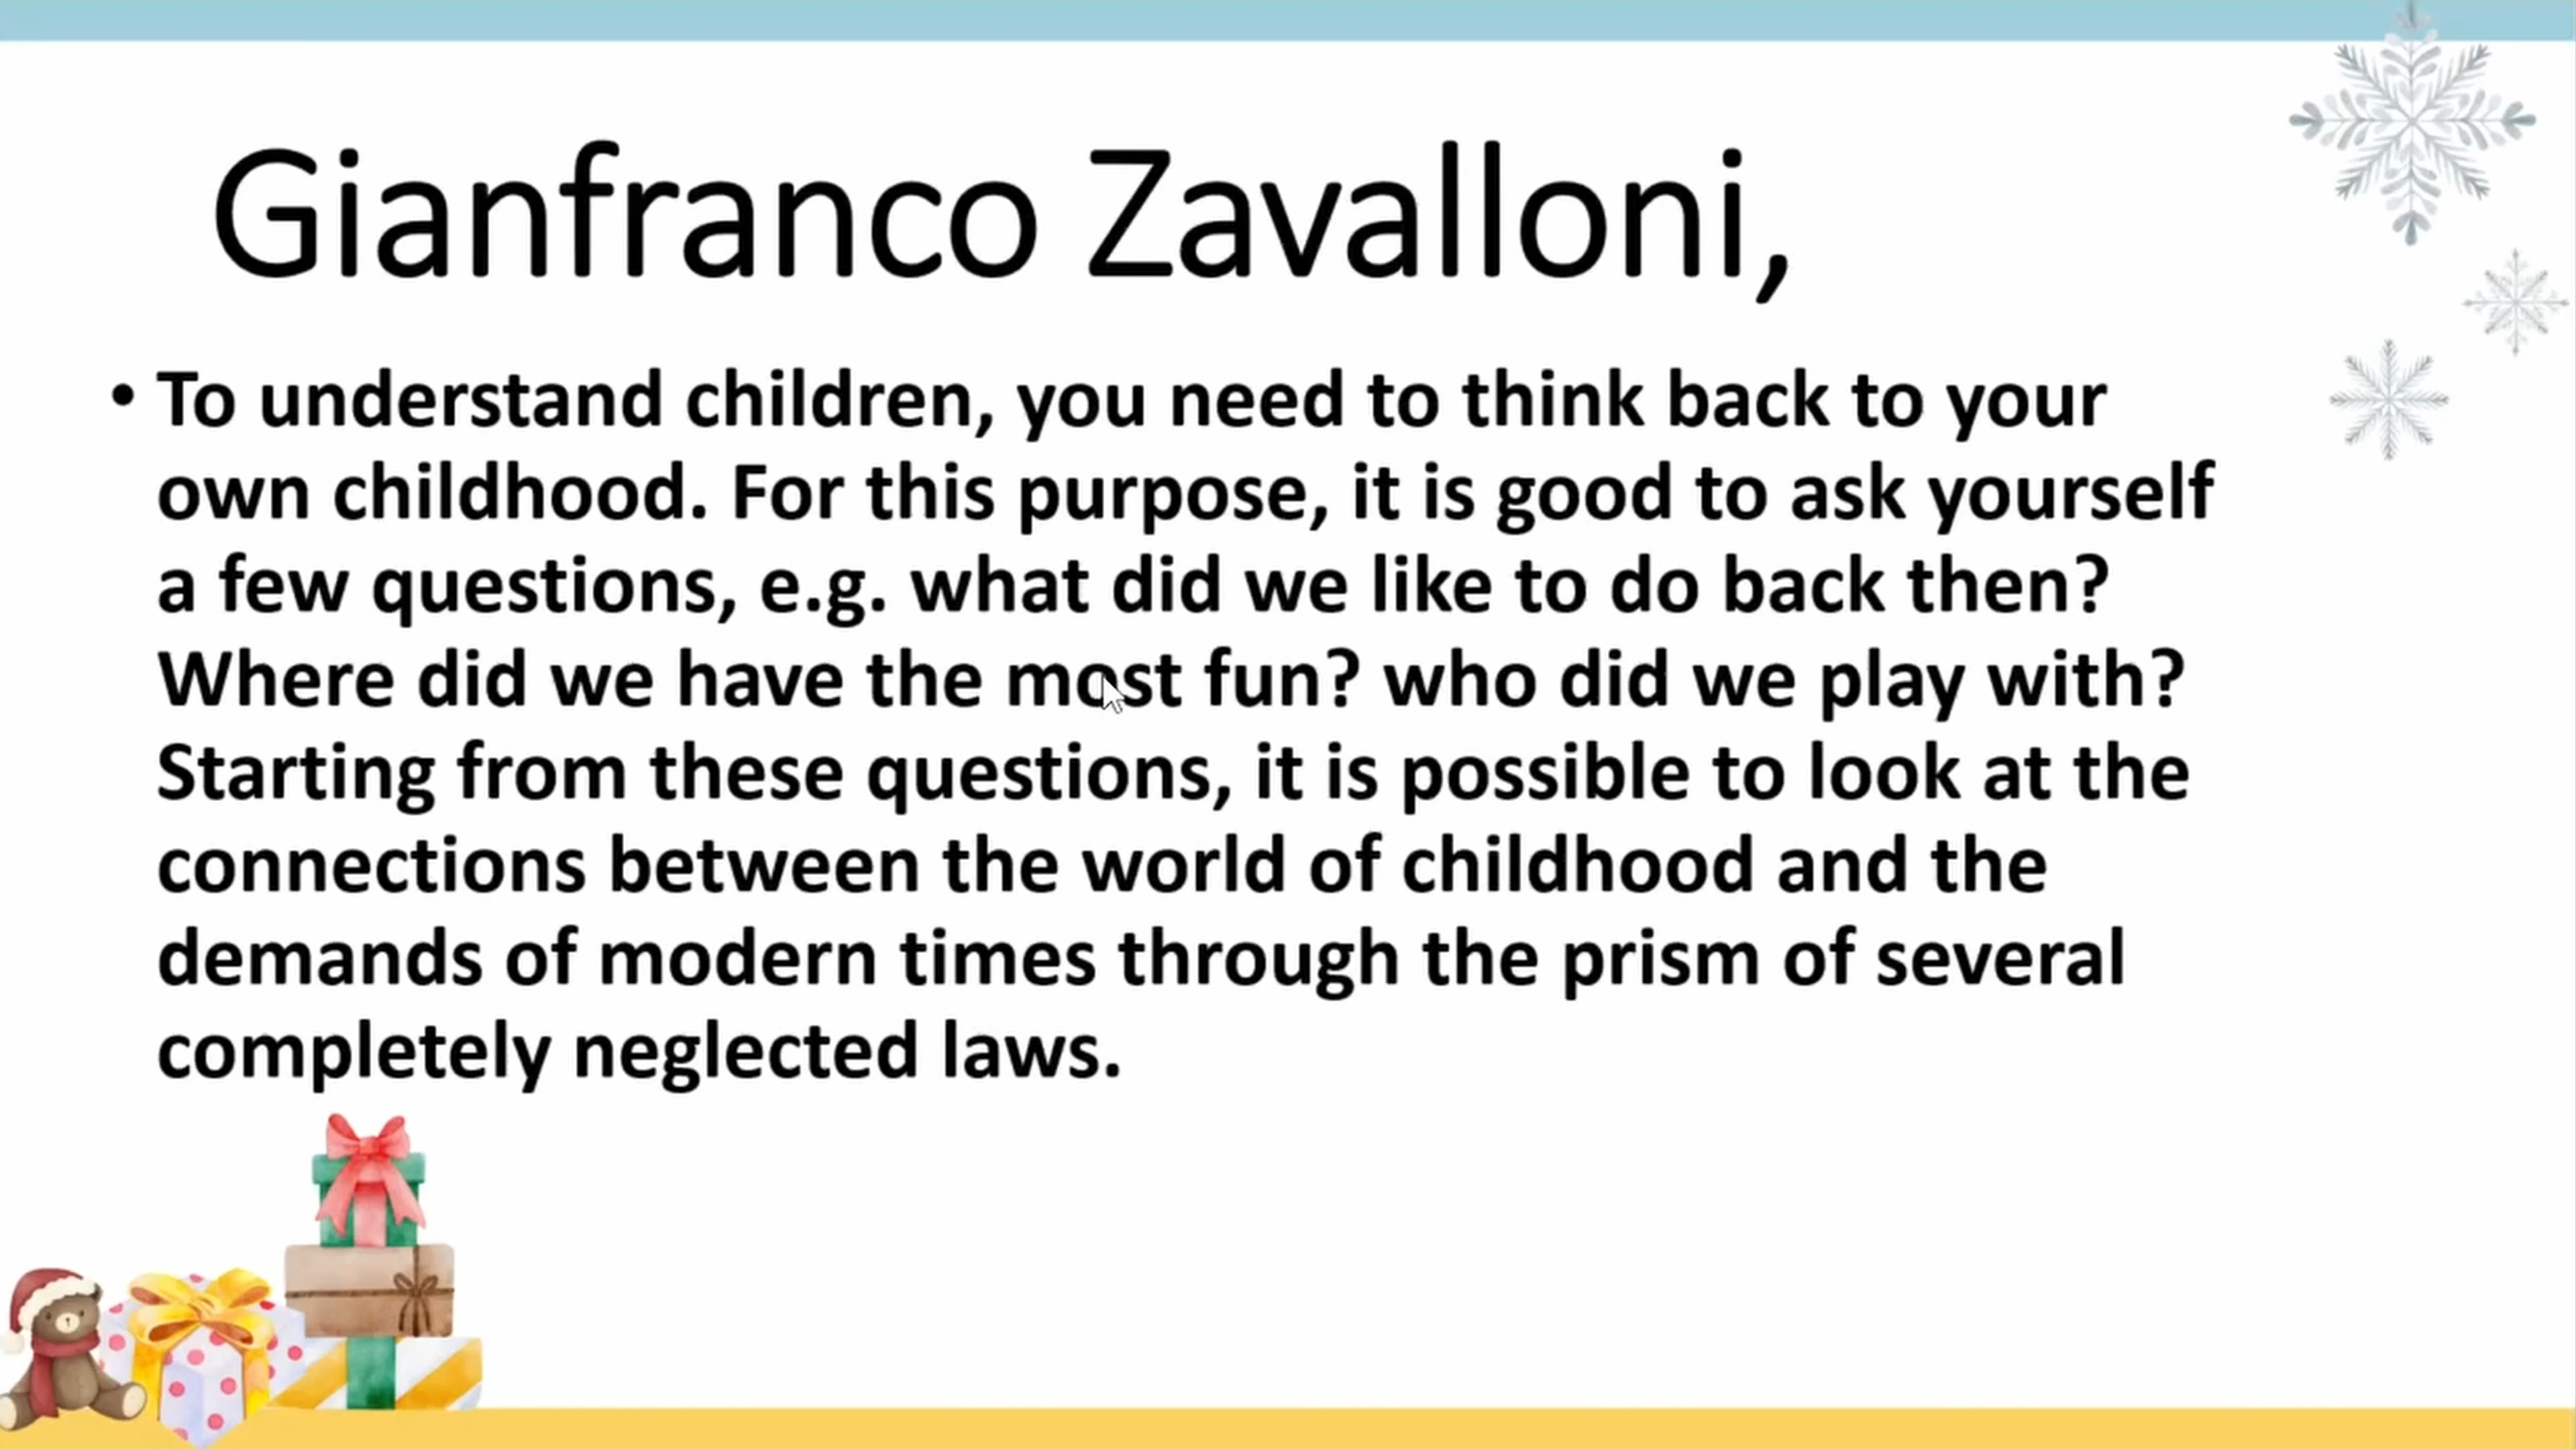 Gianfranco Zavalloni,
• To understand children, you need to think back to your
own childhood. For this purpose, it is good to ask yourself
a few questions, e.g. what did we like to do back then?
Where did we have the most fun? who did we play with?
Starting from these questions, it is possible to look at the
connections between the world of childhood and the
demands of modern times through the prism of several
completely neglected laws.